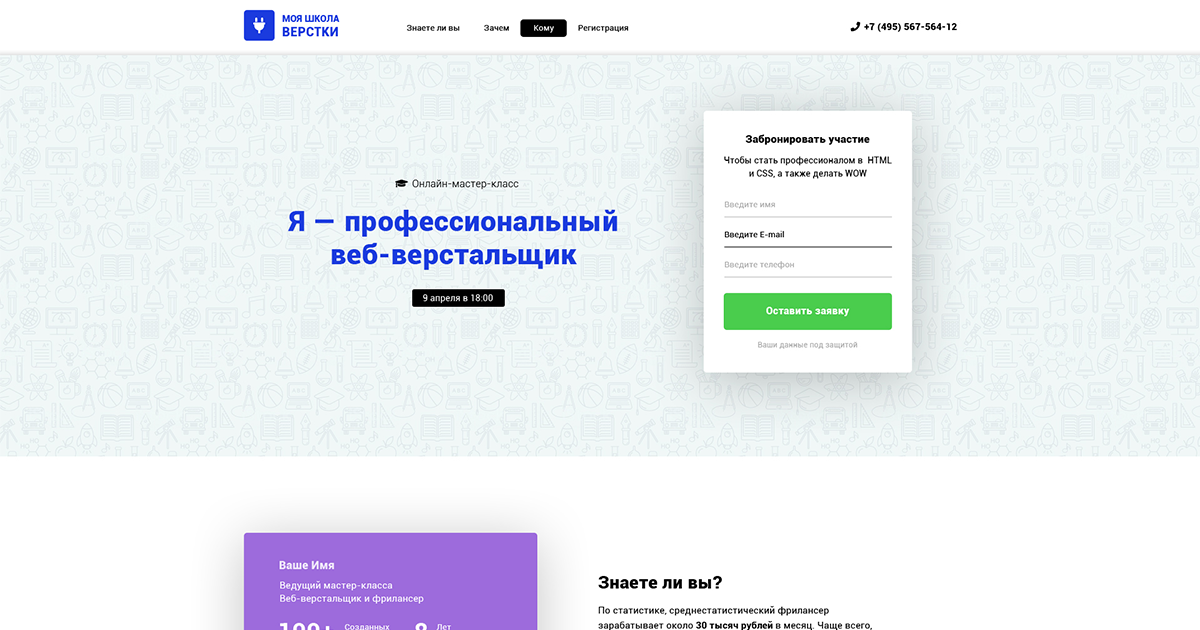 МОЯ ШКОЛА
ВЕРСТКИ
Знаете ли вы
Зачем
Кому
Регистрация
+7 (495) 567-564-12
Онлайн-мастер-класс
Я — профессиональный
веб-верстальщик
9 апреля в 18:00
Забронировать участие
Чтобы стать профессионалом в HTML
и CSS, а также делать WOW
Введите имя
Введите E-mail
Введите телефон
Оставить заявку
Ваши данные под защитой
Ваше Имя
Ведущий мастер-класса
Веб-верстальщик и фрилансер
Созданных
Лет
Знаете ли вы?
По статистике, среднестатистический фрилансер
зарабатывает около 30 тысяч рублей в месяц. Чаще всего,